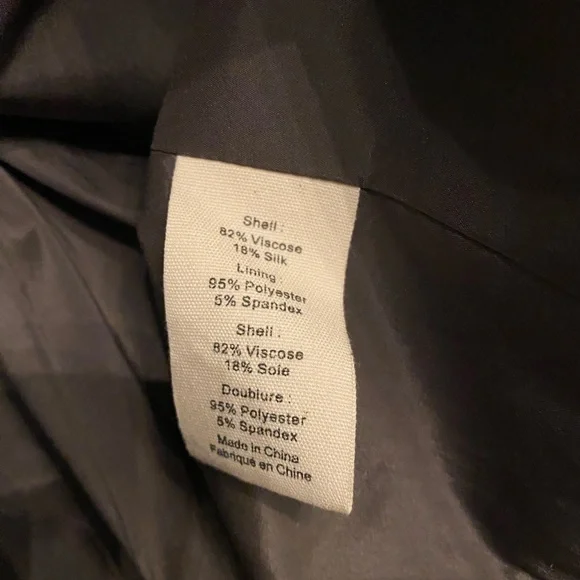 Shell :
82% Viscose
18% Silk
Lining :
95% Polyester
5% Spandex
Shell :
82% Viscose
18% Soie
Doublure :
95% Polyester
5% Spandex
Made in China
Fabriqué en Chine